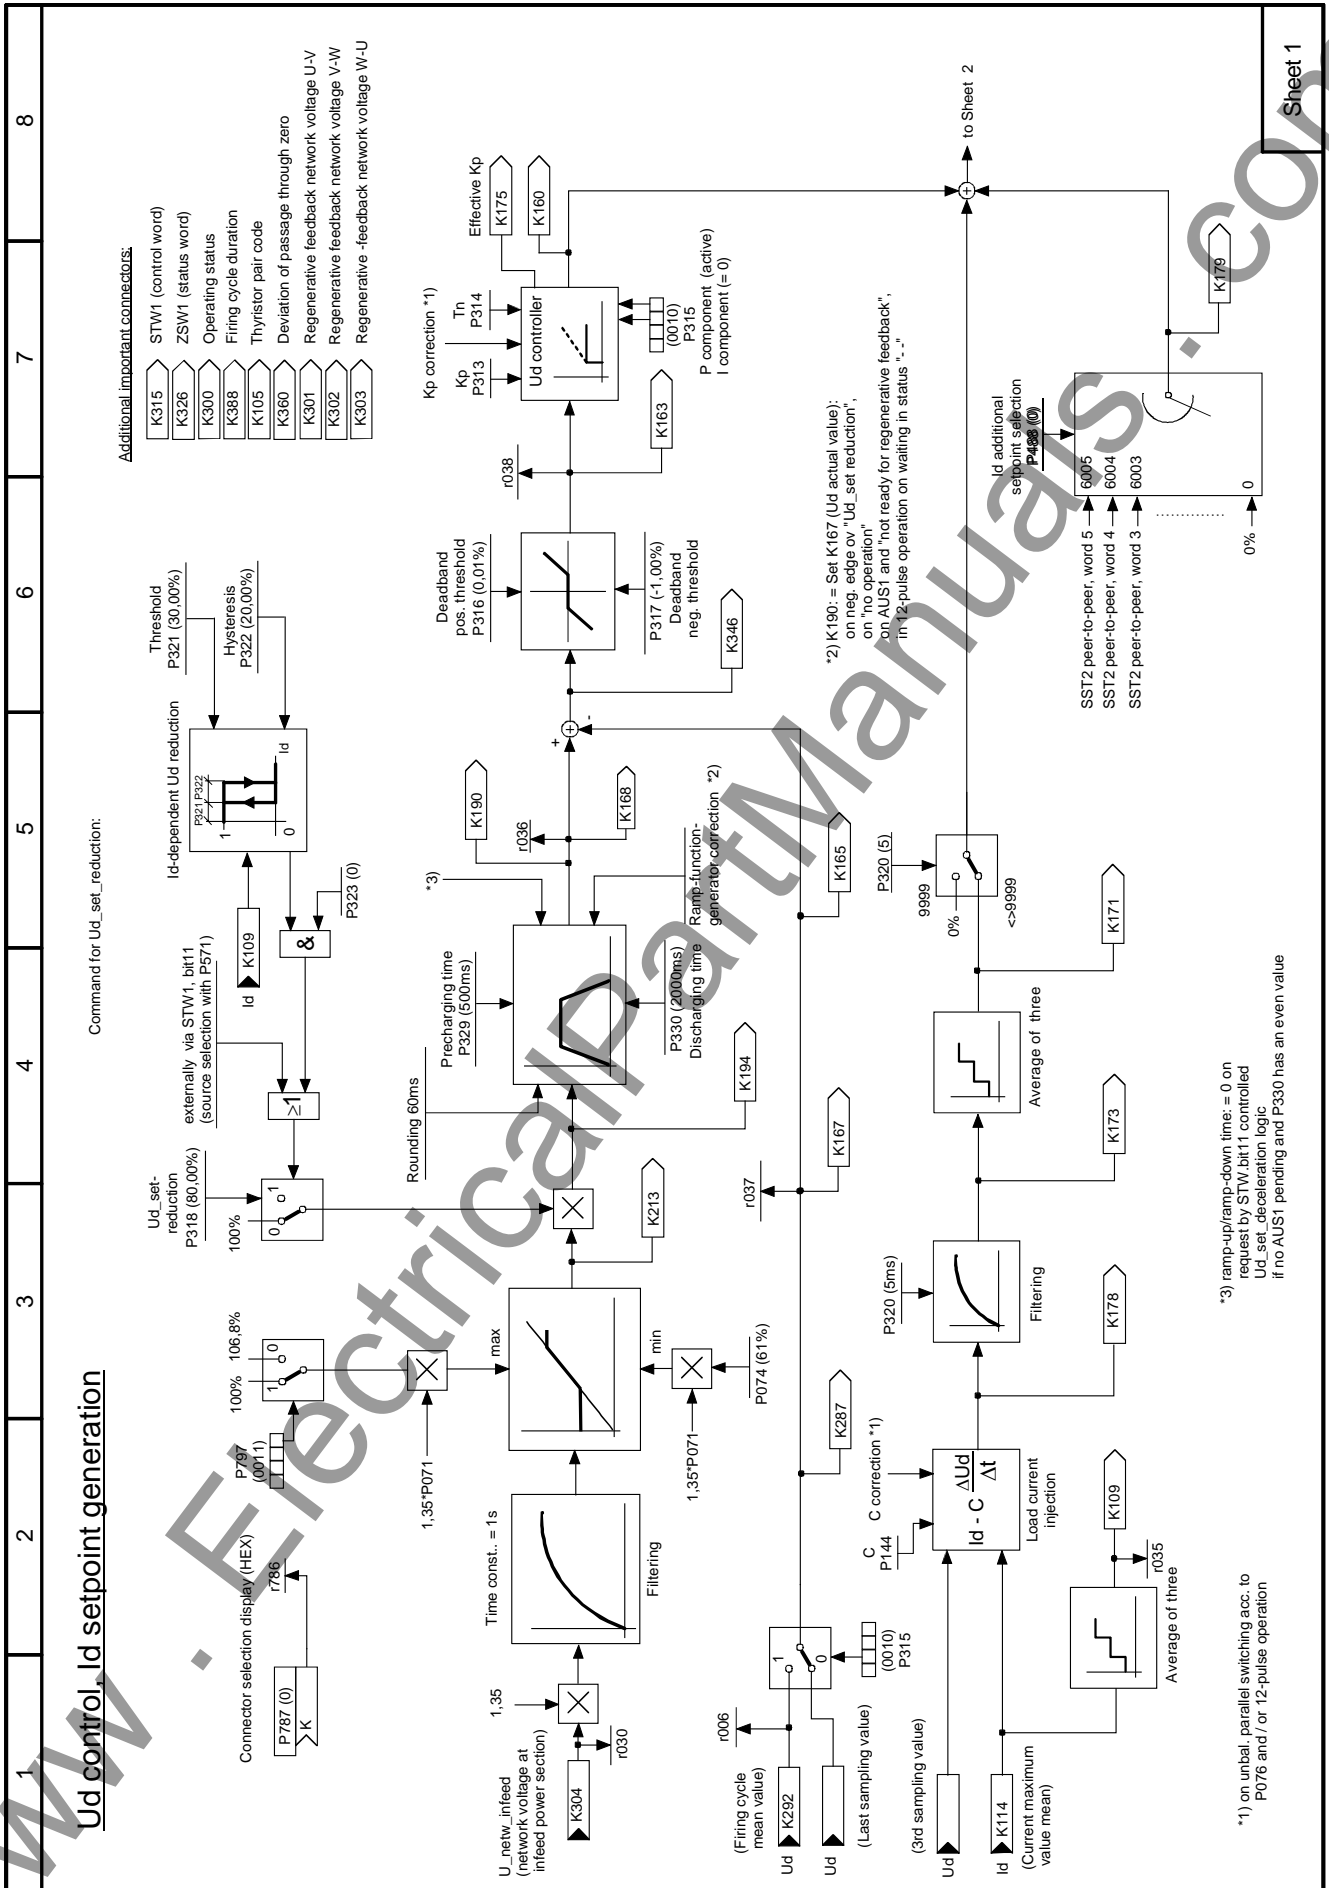 Ud control, Id setpoint generation
1
2
3
4
5
6
7
8
Additional important connectors:
K315 STW1 (control word)
K326 ZSW1 (status word)
K300 Operating status
K388 Firing cycle duration
K105 Thyristor pair code
K360 Deviation of passage through zero
K301 Regenerative feedback network voltage U-V
K302 Regenerative feedback network voltage V-W
K303 Regenerative -feedback network voltage W-U
Command for Ud_set_reduction:
Connector selection display (HEX)
P787 (0)
K
r786
P797
(0011)
100%
106,8%
1
0
1,35*P071
Ud_set-
reduction
P318 (80,00%)
100%
0
1
externally via STW1, bit11
(source selection with P571)
≥1
&
P323 (0)
Id
K109
Id-dependent Ud reduction
P321 P322
1
0
Id
Threshold
P321 (30,00%)
Hysteresis
P322 (20,00%)
U_netw_infeed
(network voltage at
infeed power section)
K304
r030
1,35
Time const.. = 1s
Filtering
max
min
1,35*P071
P074 (61%)
K213
Rounding 60ms
Precharging time
P329 (500ms)
*3)
P330 (2000ms)
Discharging time
Ramp-function-
generator correction *2)
K194
K190
r036
K168
+
-
Deadband
pos. threshold
P316 (0,01%)
P317 (-1,00%)
Deadband
neg. threshold
K346
r038
K163
Kp correction *1)
Kp
P313
Tn
P314
Ud controller
Effective Kp
K175
K160
(0010)
P315
P component (active)
I component (= 0)
r006
(Firing cycle
mean value)
Ud
K292
Ud
(Last sampling value)
1
0
(0010)
P315
K287
r037
K167
K165
*2) K190: = Set K167 (Ud actual value):
on neg. edge ov "Ud_set reduction",
on "no operation"
on AUS1 and "not ready for regenerative feedback",
in 12-pulse operation on waiting in status "- -"
(3rd sampling value)
Ud
Id
K114
(Current maximum
value mean)
C
P144
C correction *1)
Id - C ΔUd
Δt
Load current
injection
K109
r035
Average of three
K178
P320 (5ms)
Filtering
K173
Average of three
K171
P320 (5)
9999
0%
<>9999
Id additional
setpoint selection
P488 (0)
SST2 peer-to-peer, word 5 6005
SST2 peer-to-peer, word 4 6004
SST2 peer-to-peer, word 3 6003
0% 0
K179
to Sheet 2
*1) on unbal. parallel switching acc. to
P076 and / or 12-pulse operation
*3) ramp-up/ramp-down time: = 0 on
request by STW.bit11 controlled
Ud_set_deceleration logic
if no AUS1 pending and P330 has an even value
Sheet 1
www . ElectricalPartManuals . com